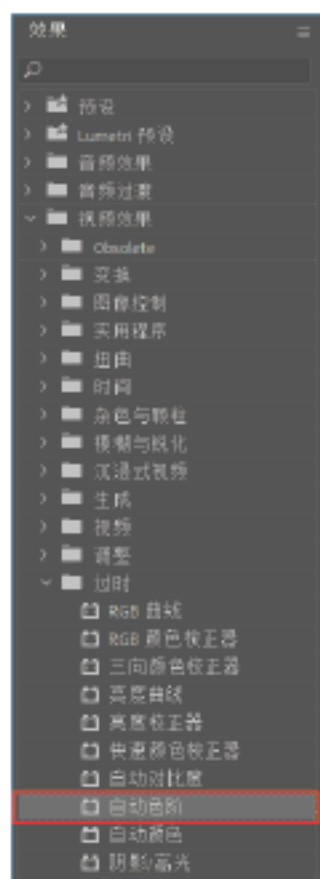 效果
预设
Lumetri 预设
音频效果
音频过渡
视频效果
Obsolete
变换
图像控制
实用程序
扭曲
时间
杂色与颗粒
模糊与锐化
沉浸式视频
生成
视频
调整
过时
RGB 曲线
RGB 颜色校正器
三向颜色校正器
亮度曲线
亮度校正器
快速颜色校正器
自动对比度
自动色阶
自动颜色
阴影/高光